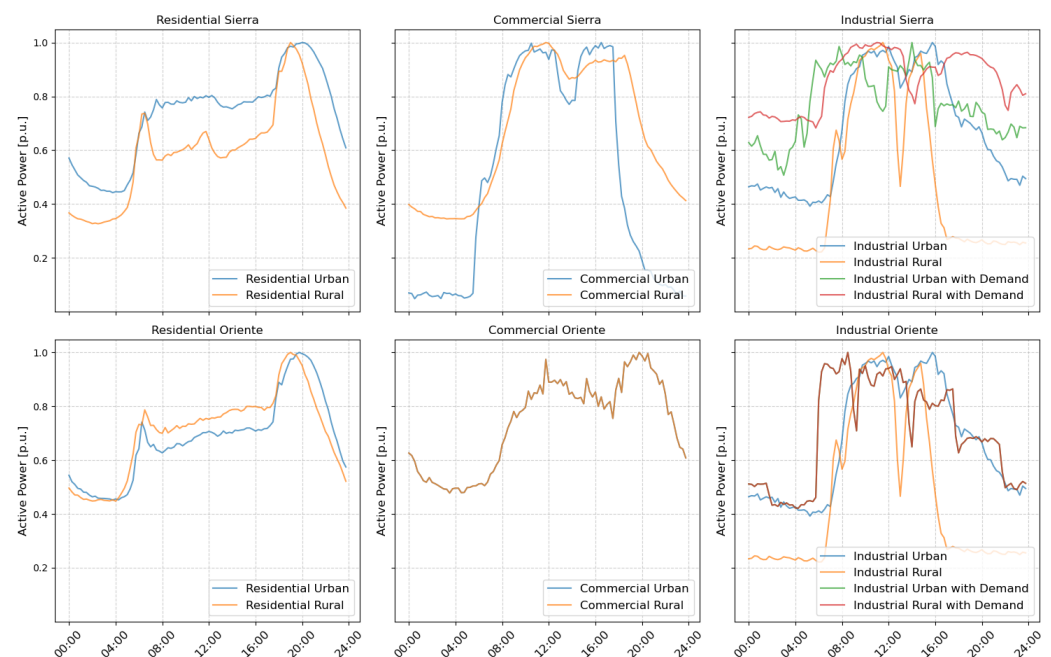 Residential Sierra
Active Power [p.u.]
1.0
0.8
0.6
0.4
0.2
Residential Urban
Residential Rural
Commercial Sierra
Commercial Urban
Commercial Rural
Industrial Sierra
Active Power [p.u.]
Industrial Urban
Industrial Rural
Industrial Urban with Demand
Industrial Rural with Demand
Residential Oriente
Active Power [p.u.]
1.0
0.8
0.6
0.4
0.2
Residential Urban
Residential Rural
00:00 04:00 08:00 12:00 16:00 20:00 24:00
Commercial Oriente
Commercial Urban
Commercial Rural
00:00 04:00 08:00 12:00 16:00 20:00 24:00
Industrial Oriente
Active Power [p.u.]
Industrial Urban
Industrial Rural
Industrial Urban with Demand
Industrial Rural with Demand
00:00 04:00 08:00 12:00 16:00 20:00 24:00